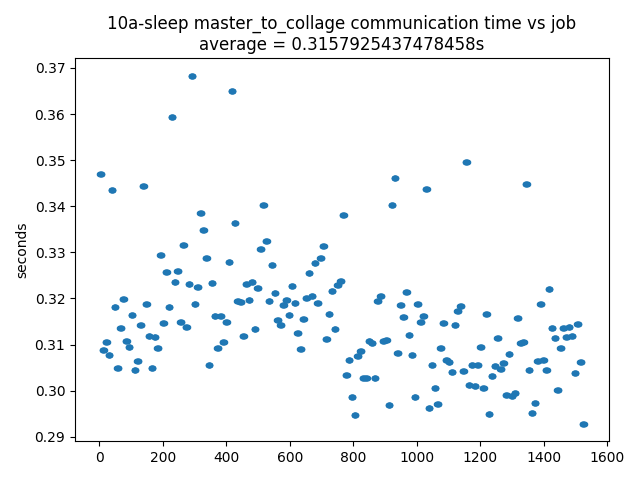 10a-sleep master_to_collage communication time vs job
average = 0.3157925437478458s
0.37
0.36
0.35
0.34
0.33
0.32
0.31
0.30
0.29
seconds
0 200 400 600 800 1000 1200 1400 1600